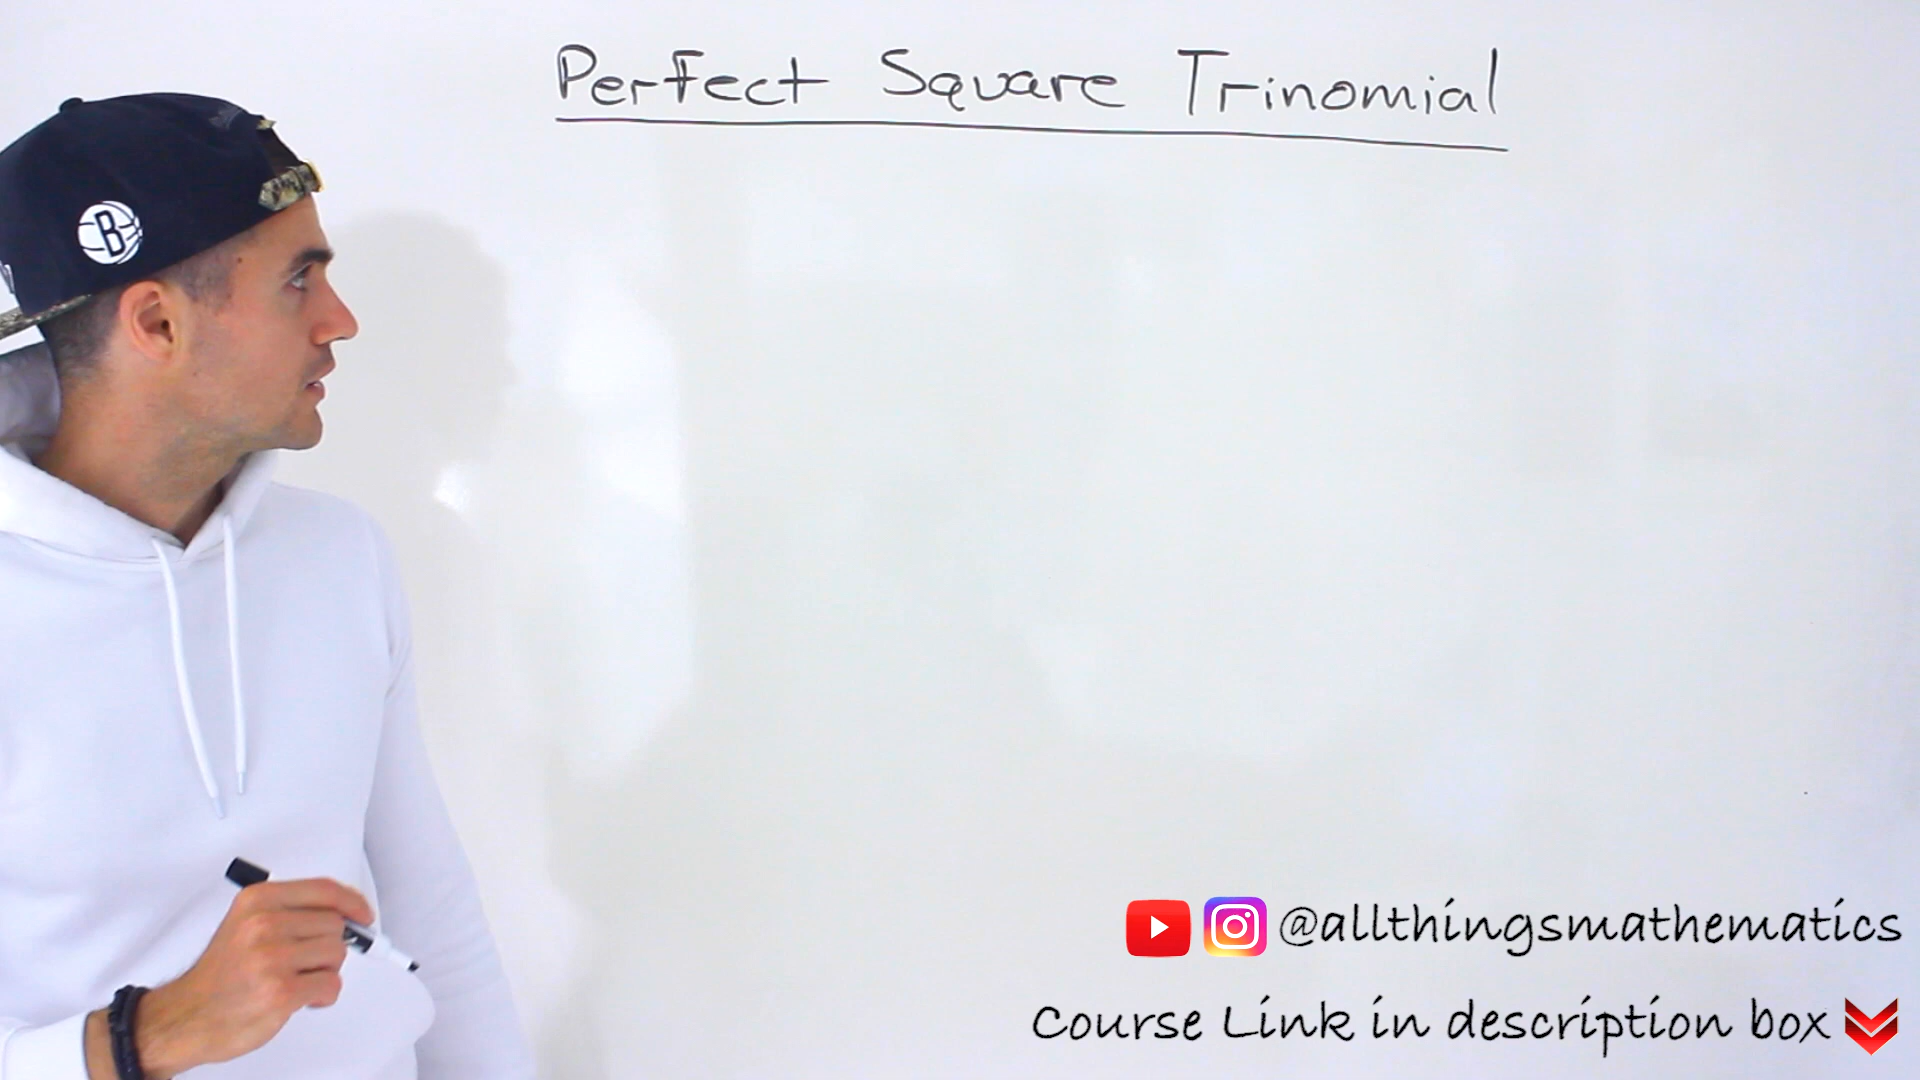 Perfect Square Trinomial
B
@allthingsmathematics
Course Link in description box